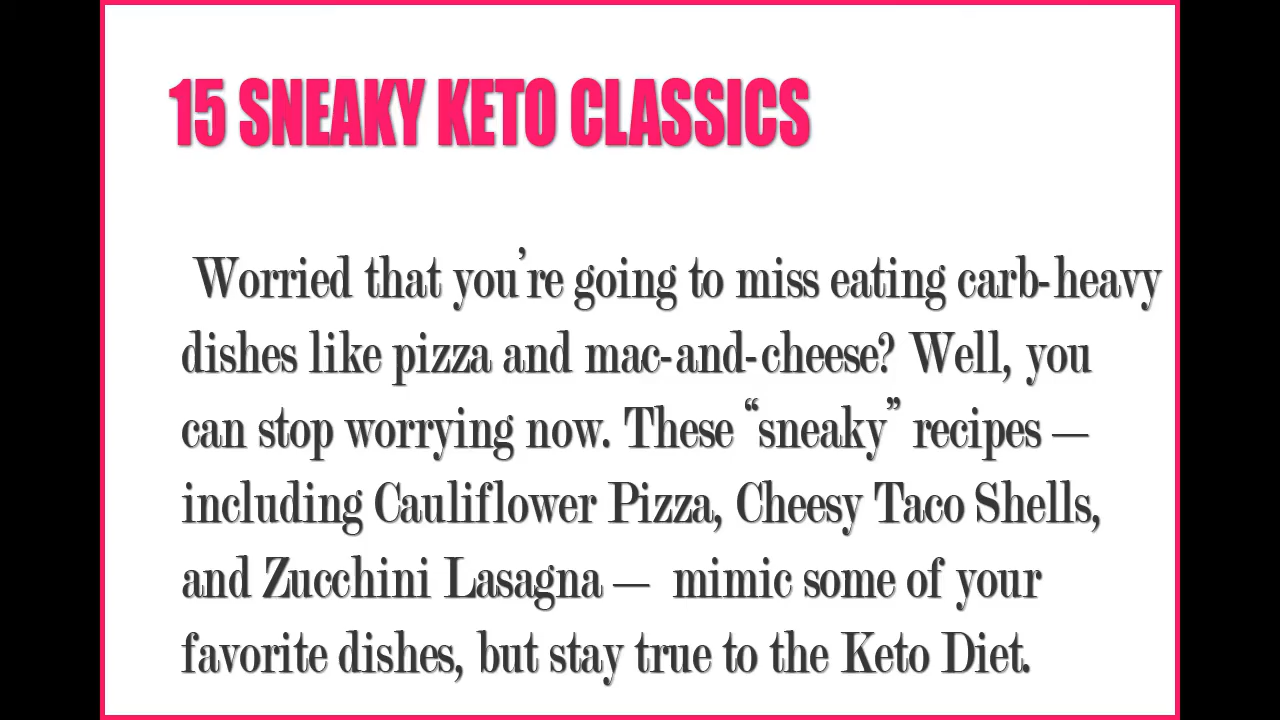 15 SNEAKY KETO CLASSICS
Worried that you’re going to miss eating carb-heavy
dishes like pizza and mac-and-cheese? Well, you
can stop worrying now. These “sneaky” recipes —
including Cauliflower Pizza, Cheesy Taco Shells,
and Zucchini Lasagna — mimic some of your
favorite dishes, but stay true to the Keto Diet.